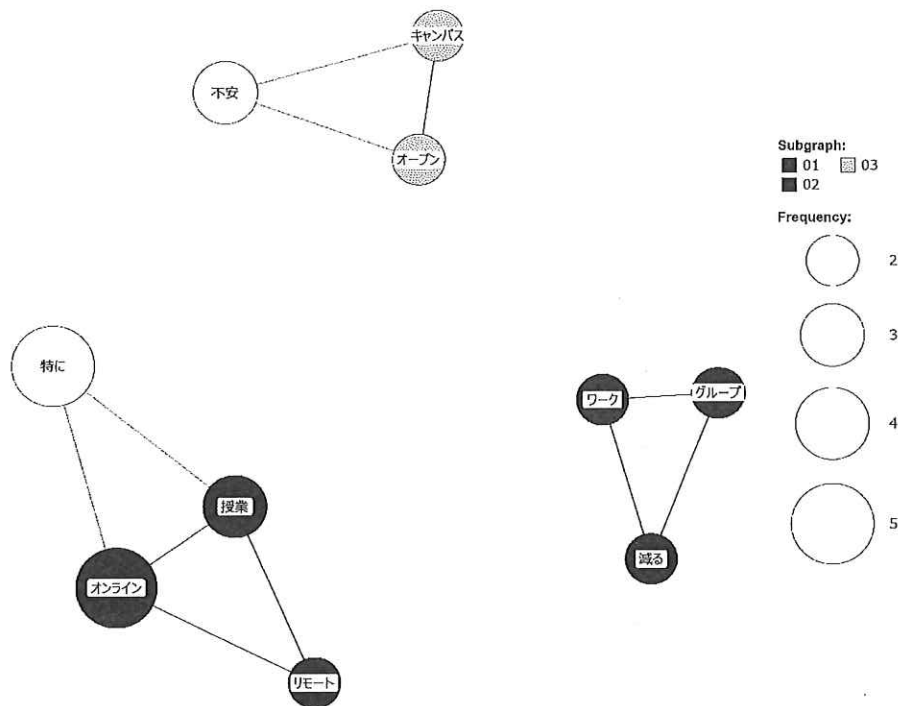 キャンパス
不安
オープン
Subgraph:
01 03
02
Frequency:
2
3
4
5
特に
ワーク
グループ
授業
減る
オンライン
リモート